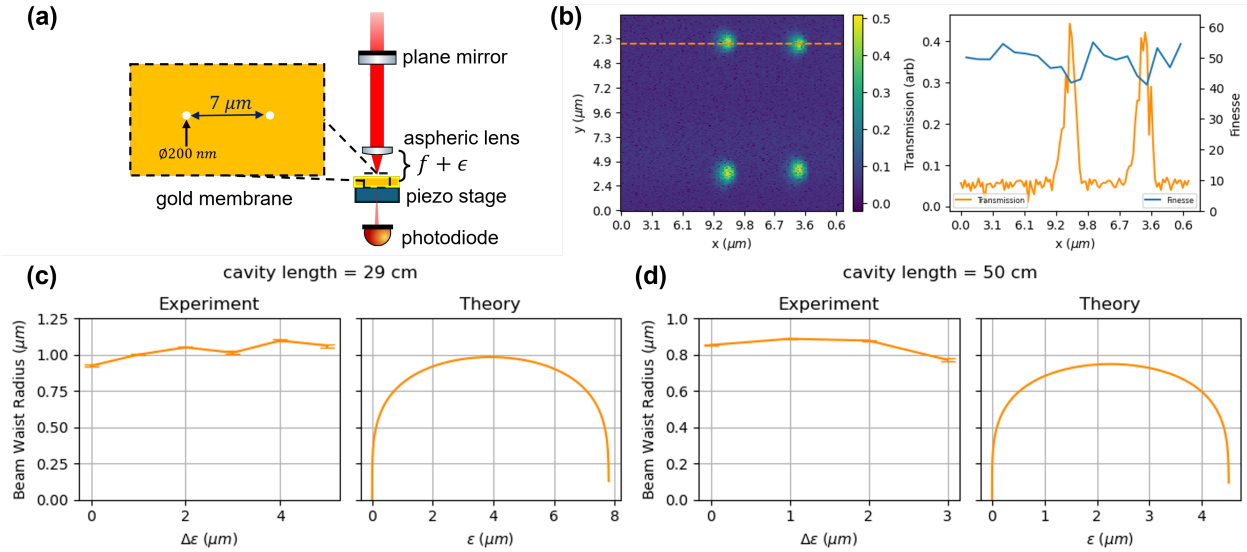 (a)
plane mirror
7 μm
aspheric lens
f + ϵ
Ø200 nm
gold membrane
piezo stage
photodiode
(b)
2.3
4.8
7.2
9.6
7.3
4.9
2.4
0.0
y (μm)
0.0 3.1 6.1 9.2 9.8 6.7 3.6 0.6
x (μm)
0.5
0.4
0.3
0.2
0.1
0.0
Transmission (arb)
0.4
0.3
0.2
0.1
0.0
Transmission
Finesse
0.0 3.1 6.1 9.2 9.8 6.7 3.6 0.6
x (μm)
60
50
40
30
20
10
0
Finesse
(c)
cavity length = 29 cm
Experiment
Theory
Beam Waist Radius (μm)
1.25
1.00
0.75
0.50
0.25
0.00
0 2 4
Δε (μm)
0 2 4 6 8
ε (μm)
(d)
cavity length = 50 cm
Experiment
Theory
Beam Waist Radius (μm)
1.0
0.8
0.6
0.4
0.2
0.0
0 1 2 3
Δε (μm)
0 1 2 3 4
ε (μm)